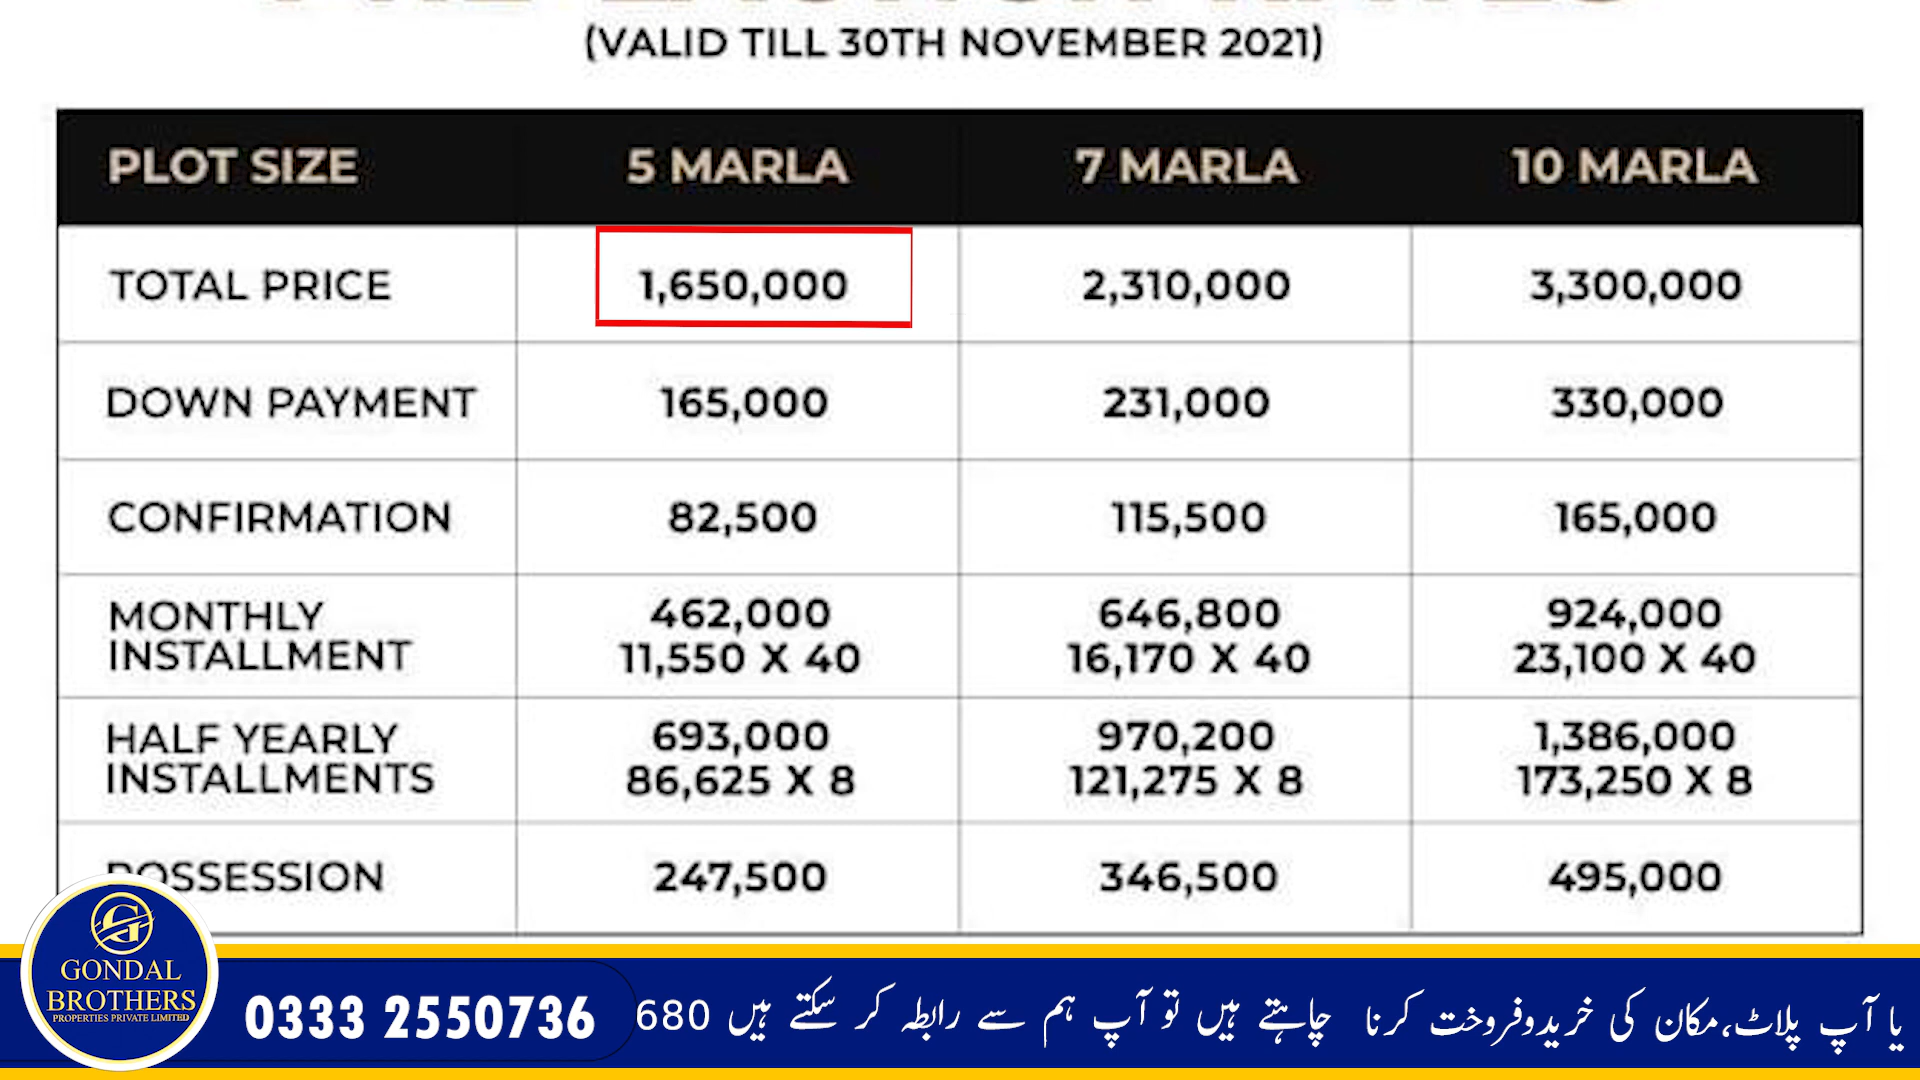 (VALID TILL 30TH NOVEMBER 2021)
PLOT SIZE 5 MARLA 7 MARLA 10 MARLA
TOTAL PRICE 1,650,000 2,310,000 3,300,000
DOWN PAYMENT 165,000 231,000 330,000
CONFIRMATION 82,500 115,500 165,000
MONTHLY 462,000 646,800 924,000
INSTALLMENT 11,550 X 40 16,170 X 40 23,100 X 40
HALF YEARLY 693,000 970,200 1,386,000
INSTALLMENTS 86,625 X 8 121,275 X 8 173,250 X 8
POSSESSION 247,500 346,500 495,000
GONDAL
BROTHERS
PROPERTIES PRIVATE LIMITED
0333 2550736
یا آپ پلاٹ،مکان کی خریدوفروخت کرنا چاہتے ہیں تو آپ ہم سے رابطہ کر سکتے ہیں 680